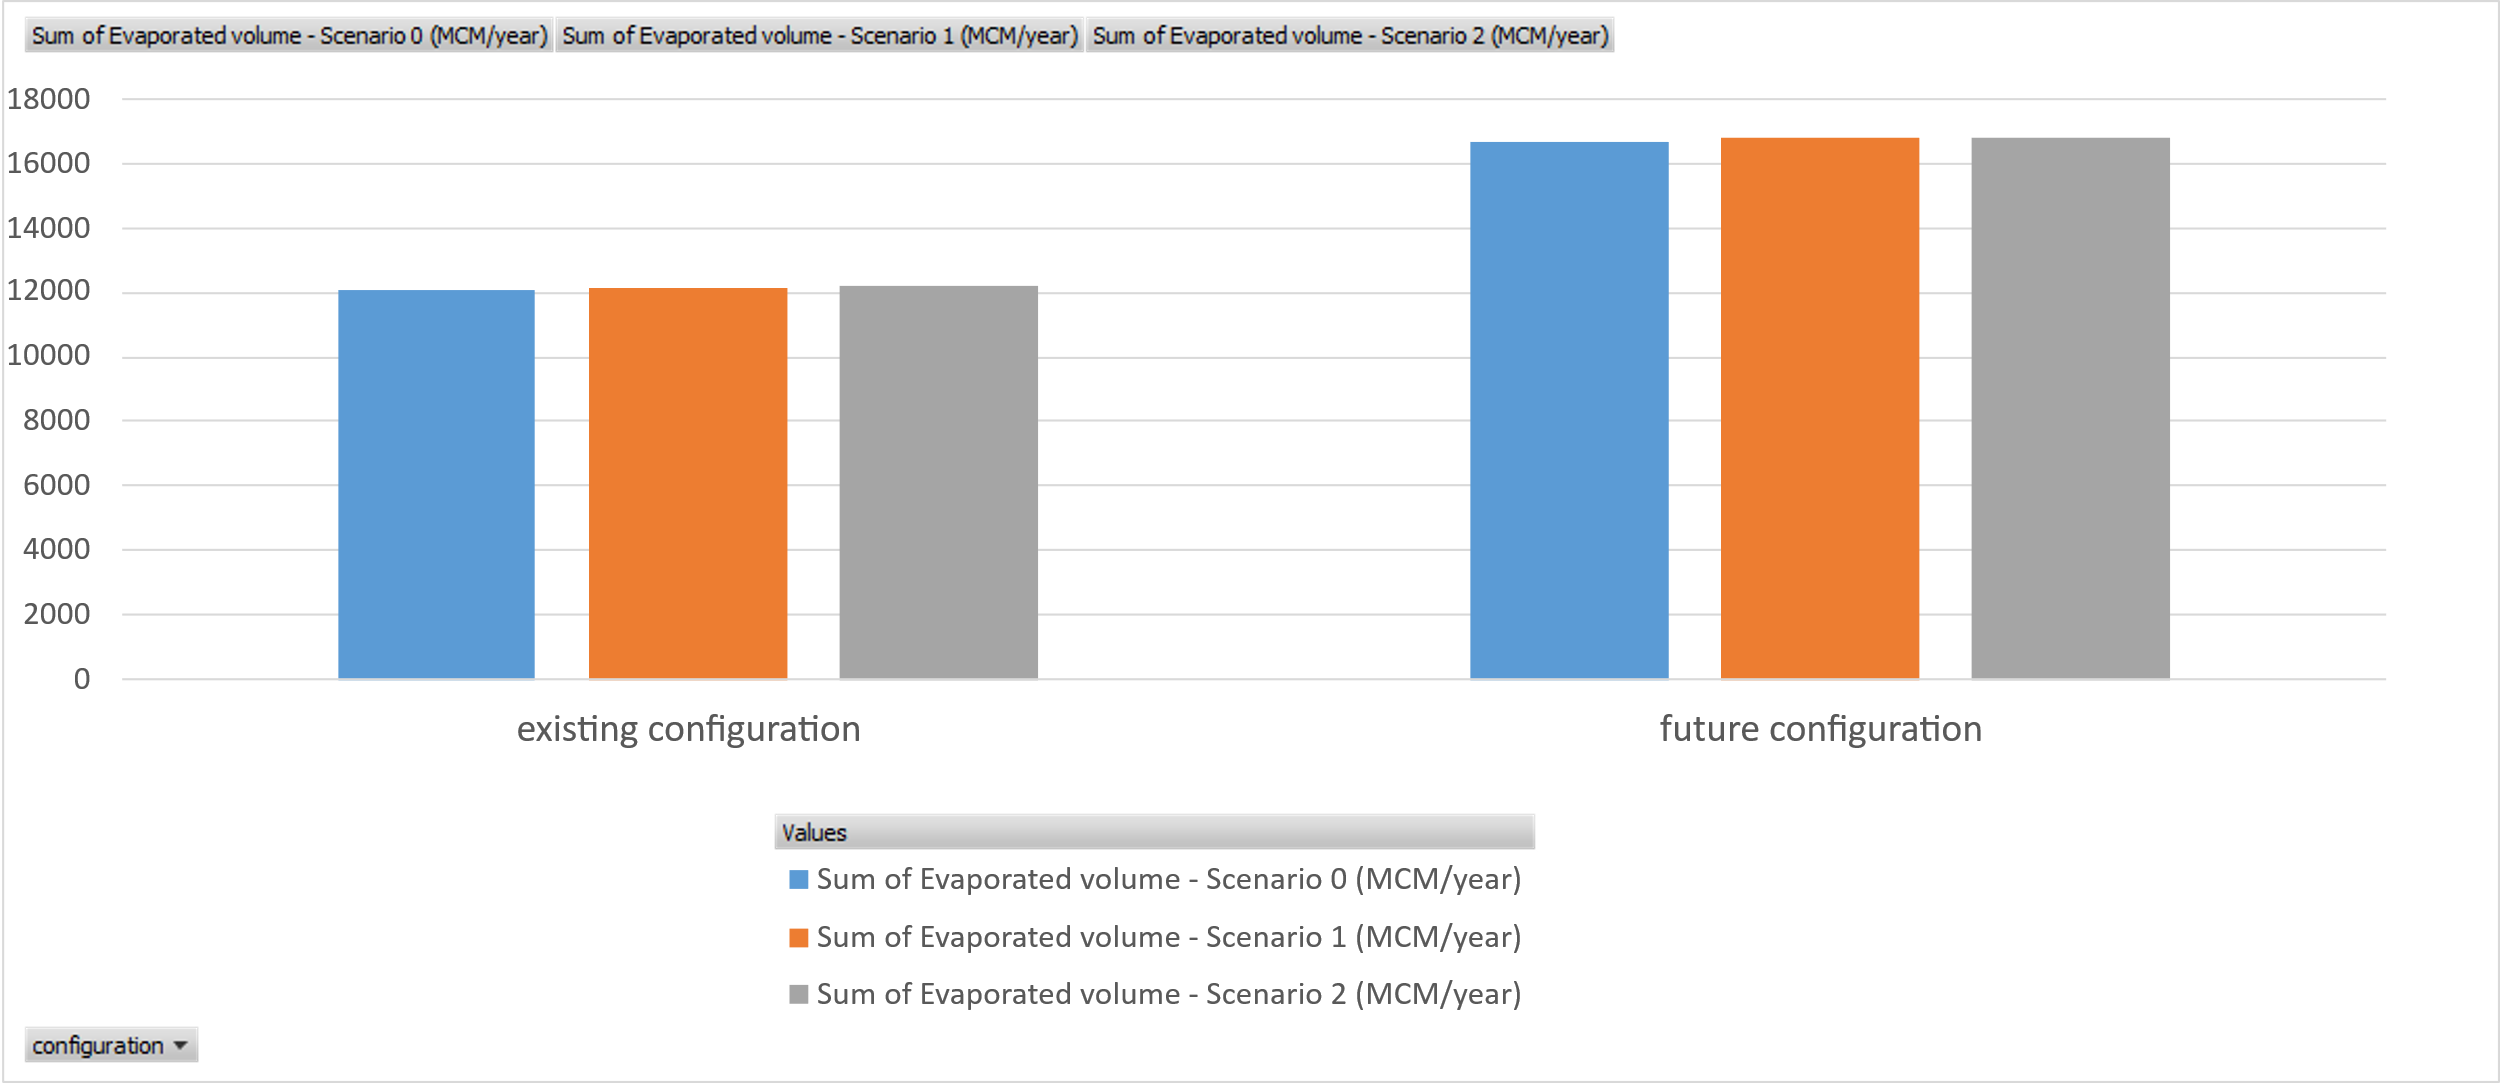 Sum of Evaporated volume - Scenario 0 (MCM/year) Sum of Evaporated volume - Scenario 1 (MCM/year) Sum of Evaporated volume - Scenario 2 (MCM/year)
18000
16000
14000
12000
10000
8000
6000
4000
2000
0
existing configuration future configuration
Values
Sum of Evaporated volume - Scenario 0 (MCM/year)
Sum of Evaporated volume - Scenario 1 (MCM/year)
Sum of Evaporated volume - Scenario 2 (MCM/year)
configuration